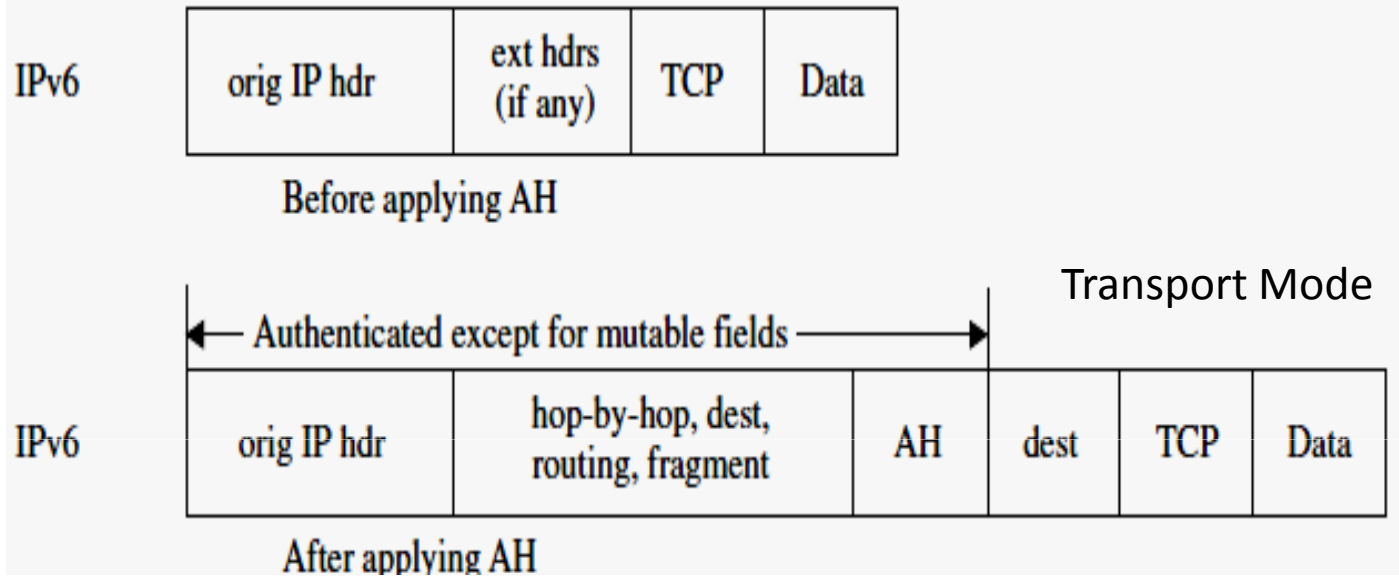 IPv6
orig IP hdr
ext hdrs
(if any)
TCP
Data
Before applying AH
Transport Mode
Authenticated except for mutable fields
IPv6
orig IP hdr
hop-by-hop, dest,
routing, fragment
AH
dest
TCP
Data
After applying AH